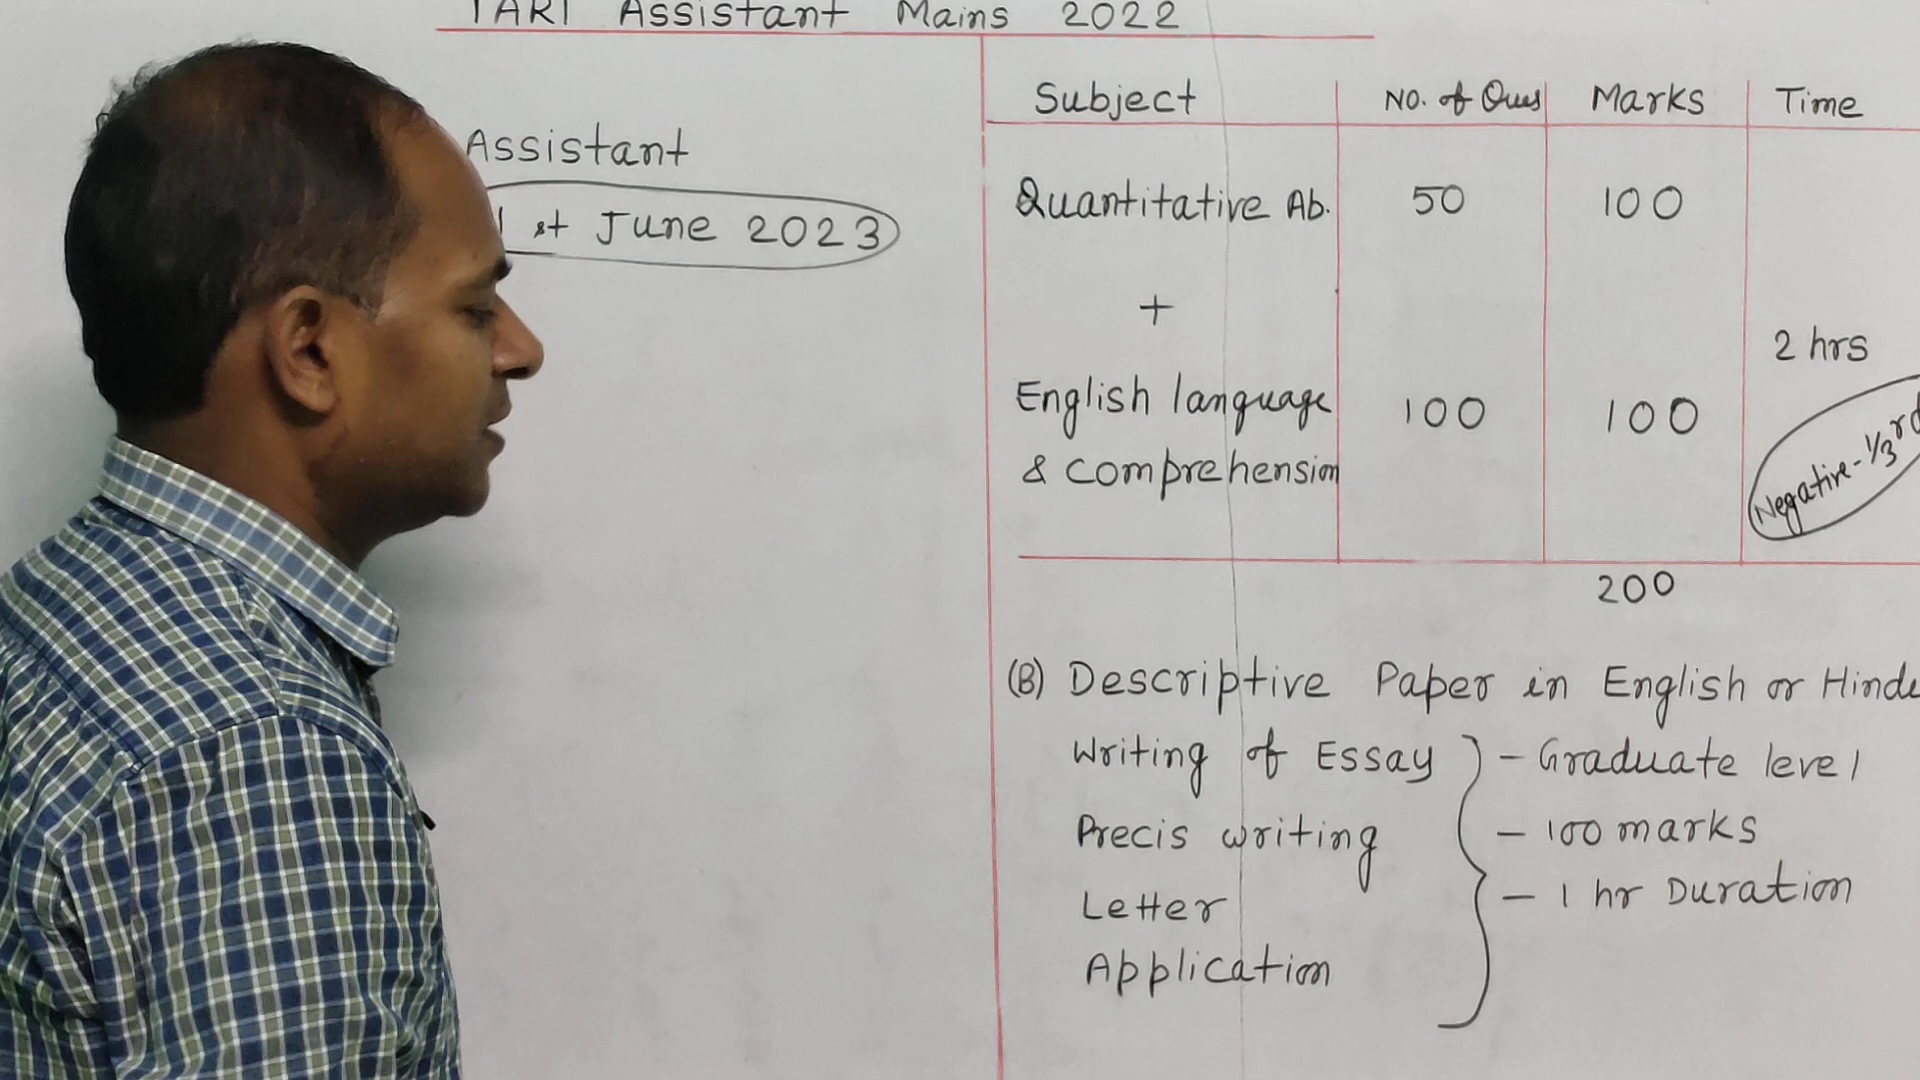 IARI Assistant Mains 2022
Assistant
1st June 2023
Subject No. of Ques Marks Time
Quantitative Ab. 50 100
+
2 hrs
English language 100 100
& comprehension
Negative - 1/3rd
200
(B) Descriptive Paper in English or Hindi
Writing of Essay - Graduate level
Precis writing - 100 marks
Letter - 1 hr Duration
Application